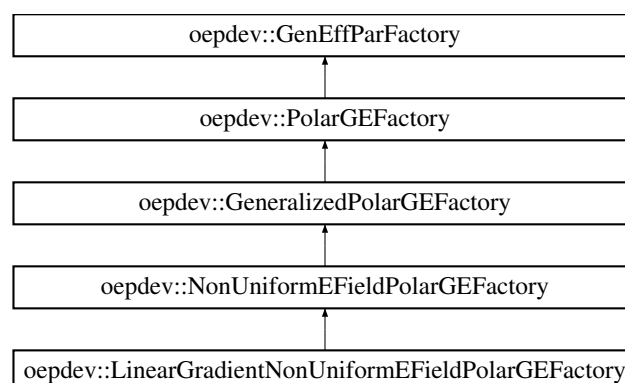 oepdev::GenEffParFactory
oepdev::PolarGEFactory
oepdev::GeneralizedPolarGEFactory
oepdev::NonUniformEFieldPolarGEFactory
oepdev::LinearGradientNonUniformEFieldPolarGEFactory